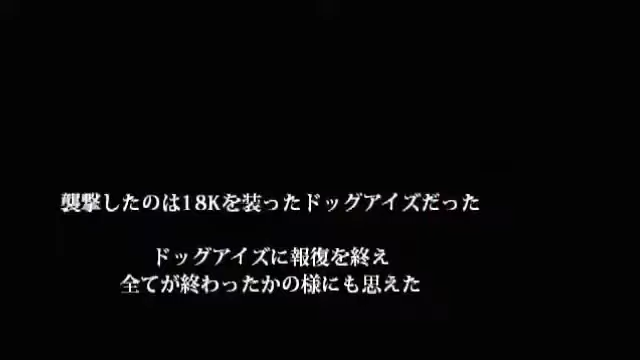 襲撃したのは18Kを装ったドッグアイズだった
ドッグアイズに報復を終え
全てが終わったかの様にも思えた